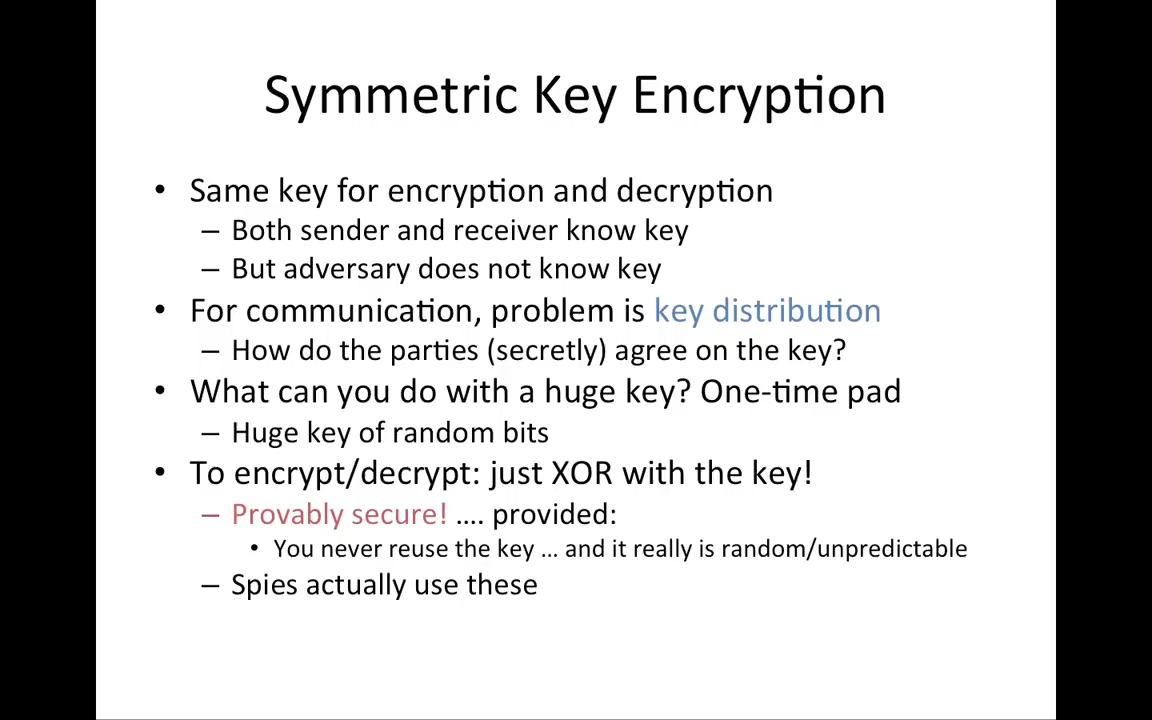 Symmetric Key Encryption
• Same key for encryption and decryption
– Both sender and receiver know key
– But adversary does not know key
• For communication, problem is key distribution
– How do the parties (secretly) agree on the key?
• What can you do with a huge key? One-time pad
– Huge key of random bits
• To encrypt/decrypt: just XOR with the key!
– Provably secure! .... provided:
• You never reuse the key … and it really is random/unpredictable
– Spies actually use these